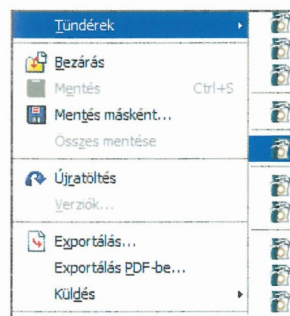 Tündérek
Bezárás
Mentés Ctrl+S
Mentés másként...
Összes mentése
Újratöltés
Verziók...
Exportálás...
Exportálás PDF-be...
Küldés